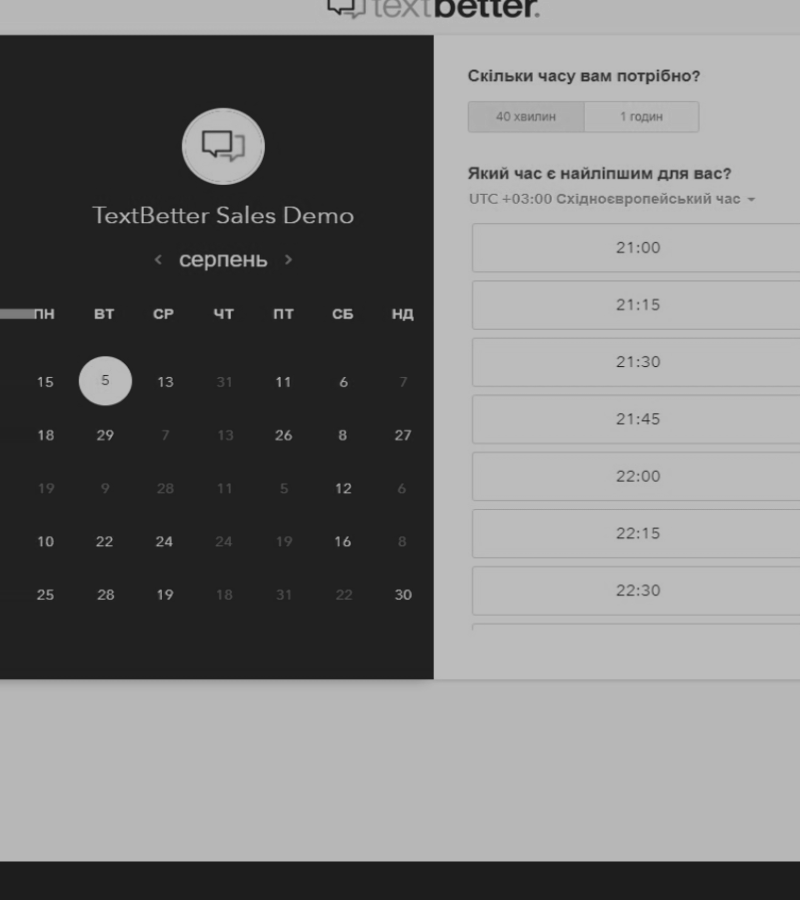 textbetter.
TextBetter Sales Demo
‹ серпень ›
ПН ВТ СР ЧТ ПТ СБ НД
15 5 13 31 11 6 7
18 29 7 13 26 8 27
19 9 28 11 5 12 6
10 22 24 24 19 16 8
25 28 19 18 31 22 30
Скільки часу вам потрібно?
40 хвилин 1 годин
Який час є найліпшим для вас?
UTC +03:00 Східноєвропейський час
21:00
21:15
21:30
21:45
22:00
22:15
22:30